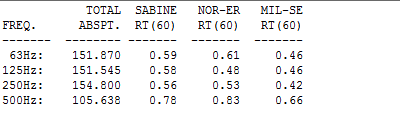 TOTAL SABINE NOR-ER MIL-SE
FREQ. ABSPT. RT(60) RT(60) RT(60)
------- ------- ------- ------- -------
63Hz: 151.870 0.59 0.61 0.46
125Hz: 151.545 0.58 0.48 0.46
250Hz: 154.800 0.56 0.53 0.42
500Hz: 105.638 0.78 0.83 0.66